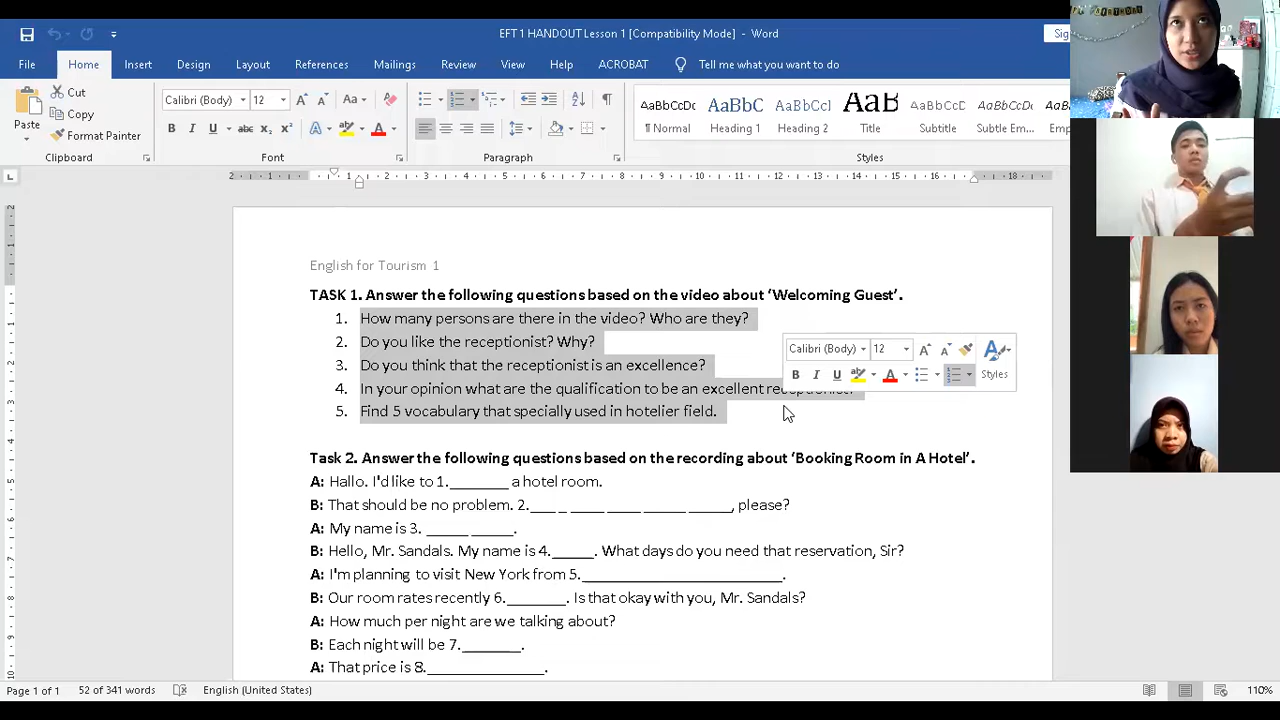 EFT 1 HANDOUT Lesson 1 [Compatibility Mode] - Word
File Home Insert Design Layout References Mailings Review View Help ACROBAT Tell me what you want to do
Paste
Cut
Copy
Format Painter
Clipboard
Calibri (Body) 12
Font
Paragraph
AaBbCcDc AaBbC AaBbCcI AaB AaBbCcD AaBbCcD
¶ Normal Heading 1 Heading 2 Title Subtitle Subtle Em...
Styles
English for Tourism 1
TASK 1. Answer the following questions based on the video about ‘Welcoming Guest’.
1. How many persons are there in the video? Who are they?
2. Do you like the receptionist? Why?
3. Do you think that the receptionist is an excellence?
4. In your opinion what are the qualification to be an excellent receptionist?
5. Find 5 vocabulary that specially used in hotelier field.
Calibri (Body) 12
Styles
Task 2. Answer the following questions based on the recording about ‘Booking Room in A Hotel’.
A: Hallo. I'd like to 1._______ a hotel room.
B: That should be no problem. 2.___ _ ____ ____ _____ _____, please?
A: My name is 3. _____ _____.
B: Hello, Mr. Sandals. My name is 4._____. What days do you need that reservation, Sir?
A: I'm planning to visit New York from 5.________________________.
B: Our room rates recently 6._______. Is that okay with you, Mr. Sandals?
A: How much per night are we talking about?
B: Each night will be 7._______.
A: That price is 8.______________.
Page 1 of 1 52 of 341 words English (United States) 110%